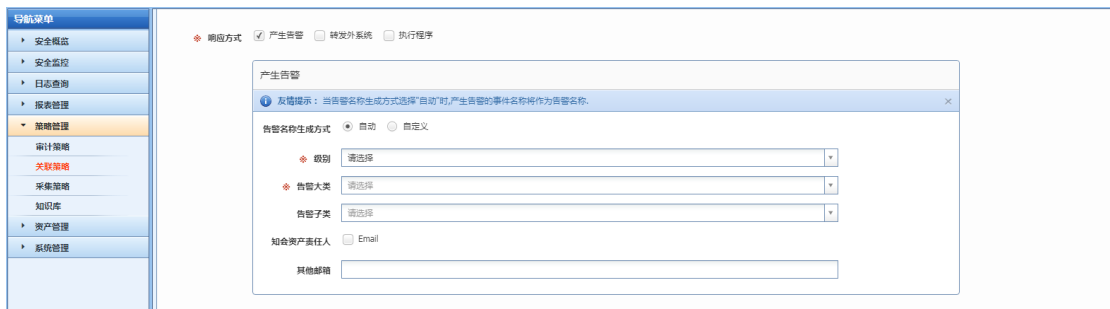 导航菜单
安全概览
安全监控
日志查询
报表管理
策略管理
审计策略
关联策略
采集策略
知识库
资产管理
系统管理
※ 响应方式 产生告警 转发外系统 执行程序
产生告警
友情提示：当告警名称生成方式选择"自动"时,产生告警的事件名称将作为告警名称.
告警名称生成方式 自动 自定义
※ 级别 请选择
※ 告警大类 请选择
告警子类 请选择
知会资产责任人 Email
其他邮箱